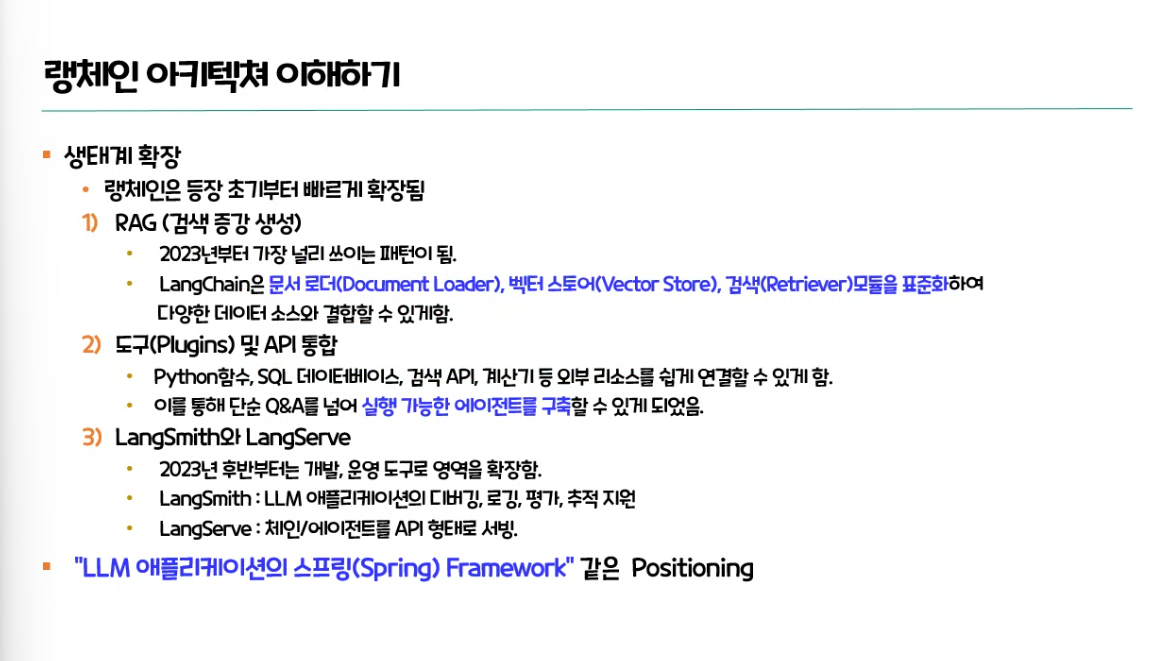 랭체인 아키텍쳐 이해하기
▪ 생태계 확장
• 랭체인은 등장 초기부터 빠르게 확장됨
1) RAG (검색 증강 생성)
• 2023년부터 가장 널리 쓰이는 패턴이 됨.
• LangChain은 문서 로더(Document Loader), 벡터 스토어(Vector Store), 검색(Retriever)모듈을 표준화하여
다양한 데이터 소스와 결합할 수 있게함.
2) 도구(Plugins) 및 API 통합
• Python함수, SQL 데이터베이스, 검색 API, 계산기 등 외부 리소스를 쉽게 연결할 수 있게 함.
• 이를 통해 단순 Q&A를 넘어 실행 가능한 에이전트를 구축할 수 있게 되었음.
3) LangSmith와 LangServe
• 2023년 후반부터는 개발, 운영 도구로 영역을 확장함.
• LangSmith : LLM 애플리케이션의 디버깅, 로깅, 평가, 추적 지원
• LangServe : 체인/에이전트를 API 형태로 서빙.
▪ "LLM 애플리케이션의 스프링(Spring) Framework" 같은 Positioning